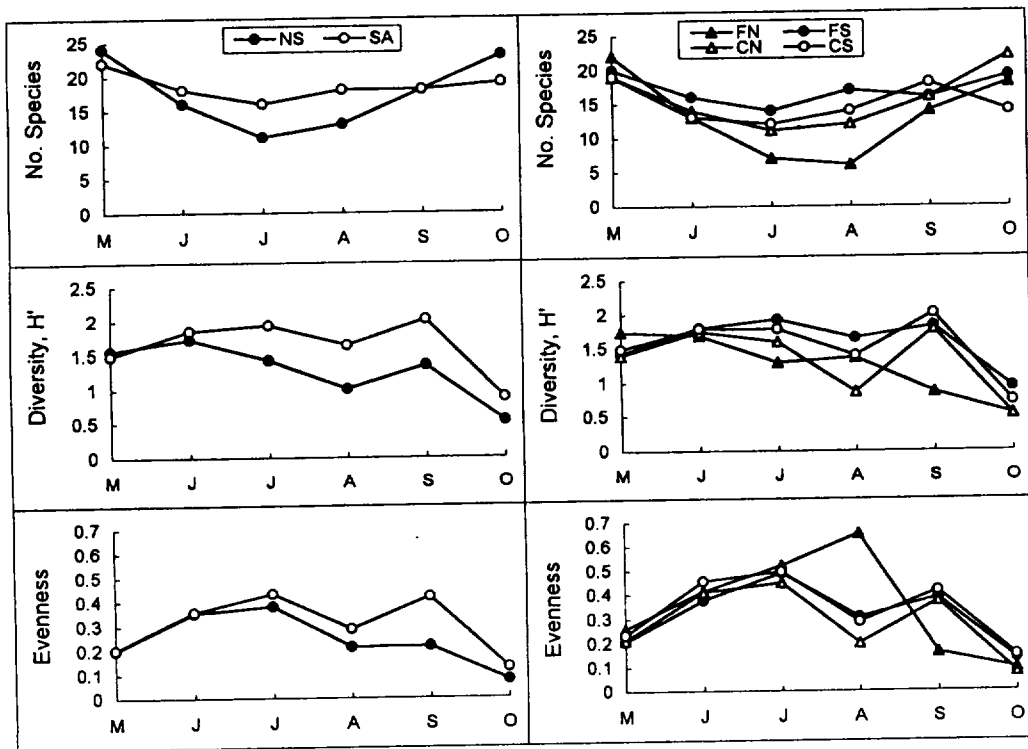 NS SA
No. Species
25
20
15
10
5
0
M J J A S O
FN FS
CN CS
No. Species
25
20
15
10
5
0
M J J A S O
Diversity, H'
2.5
2
1.5
1
0.5
0
M J J A S O
Diversity, H'
2.5
2
1.5
1
0.5
0
M J J A S O
Evenness
0.7
0.6
0.5
0.4
0.3
0.2
0.1
0
M J J A S O
Evenness
0.7
0.6
0.5
0.4
0.3
0.2
0.1
0
M J J A S O